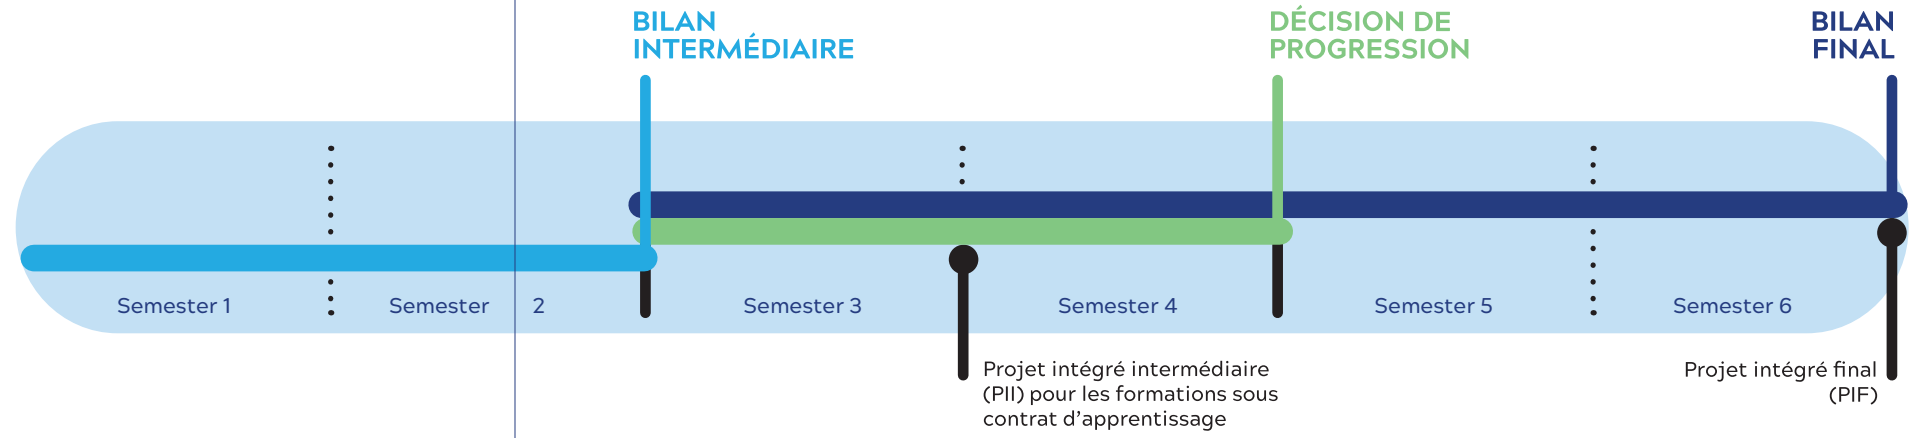 BILAN
INTERMÉDIAIRE
DÉCISION DE
PROGRESSION
BILAN
FINAL
Semester 1
Semester 2
Semester 3
Semester 4
Semester 5
Semester 6
Projet intégré intermédiaire
(PII) pour les formations sous
contrat d’apprentissage
Projet intégré final
(PIF)